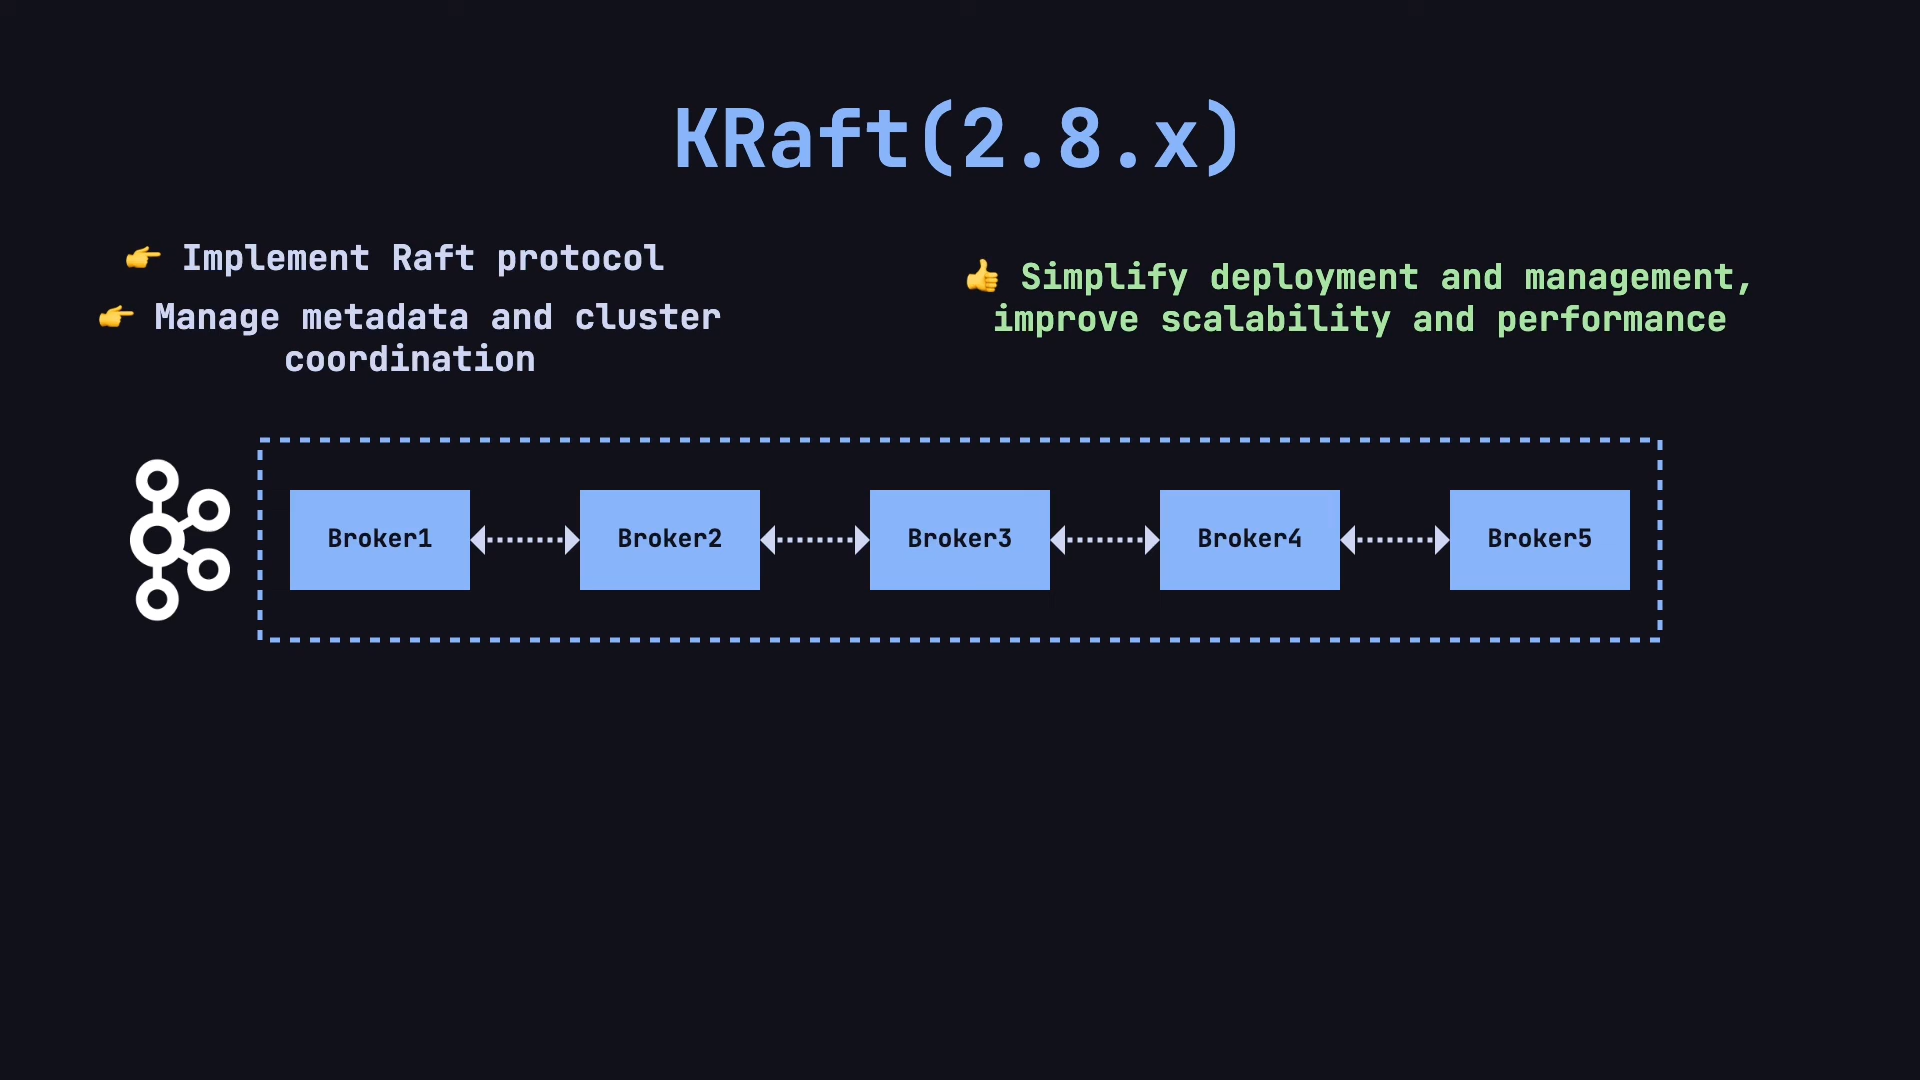 KRaft(2.8.x)
👉 Implement Raft protocol
👉 Manage metadata and cluster
coordination
👍 Simplify deployment and management,
improve scalability and performance
Broker1
Broker2
Broker3
Broker4
Broker5